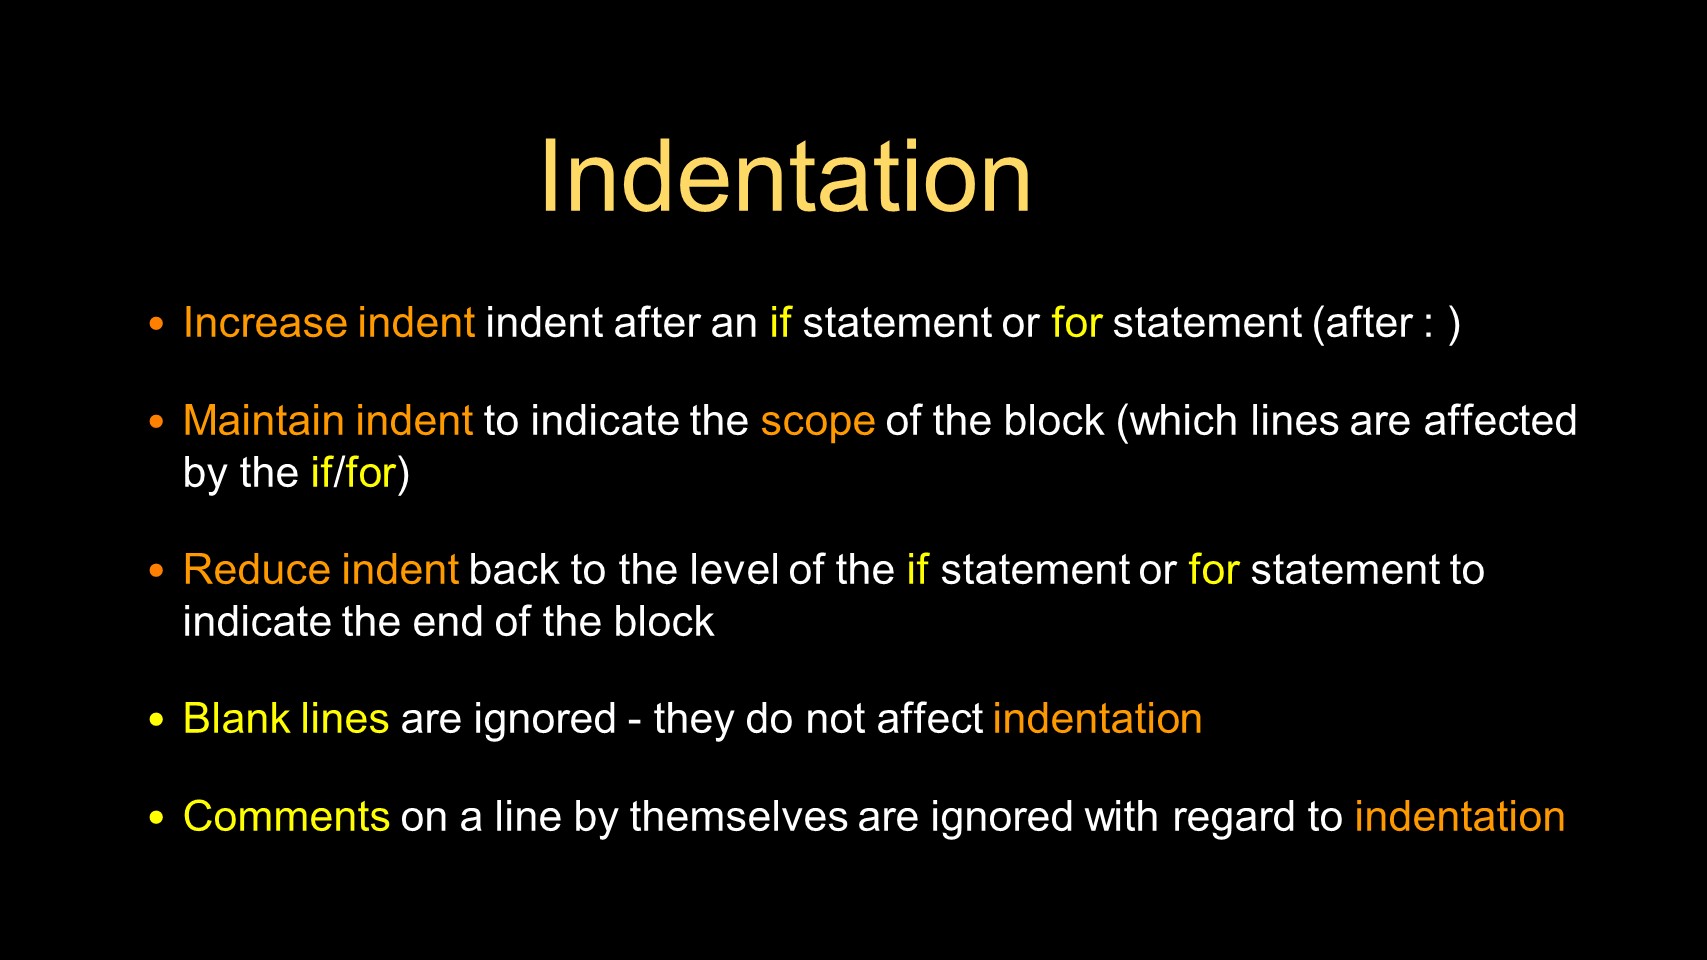 Indentation
• Increase indent indent after an if statement or for statement (after : )
• Maintain indent to indicate the scope of the block (which lines are affected
by the if/for)
• Reduce indent back to the level of the if statement or for statement to
indicate the end of the block
• Blank lines are ignored - they do not affect indentation
• Comments on a line by themselves are ignored with regard to indentation